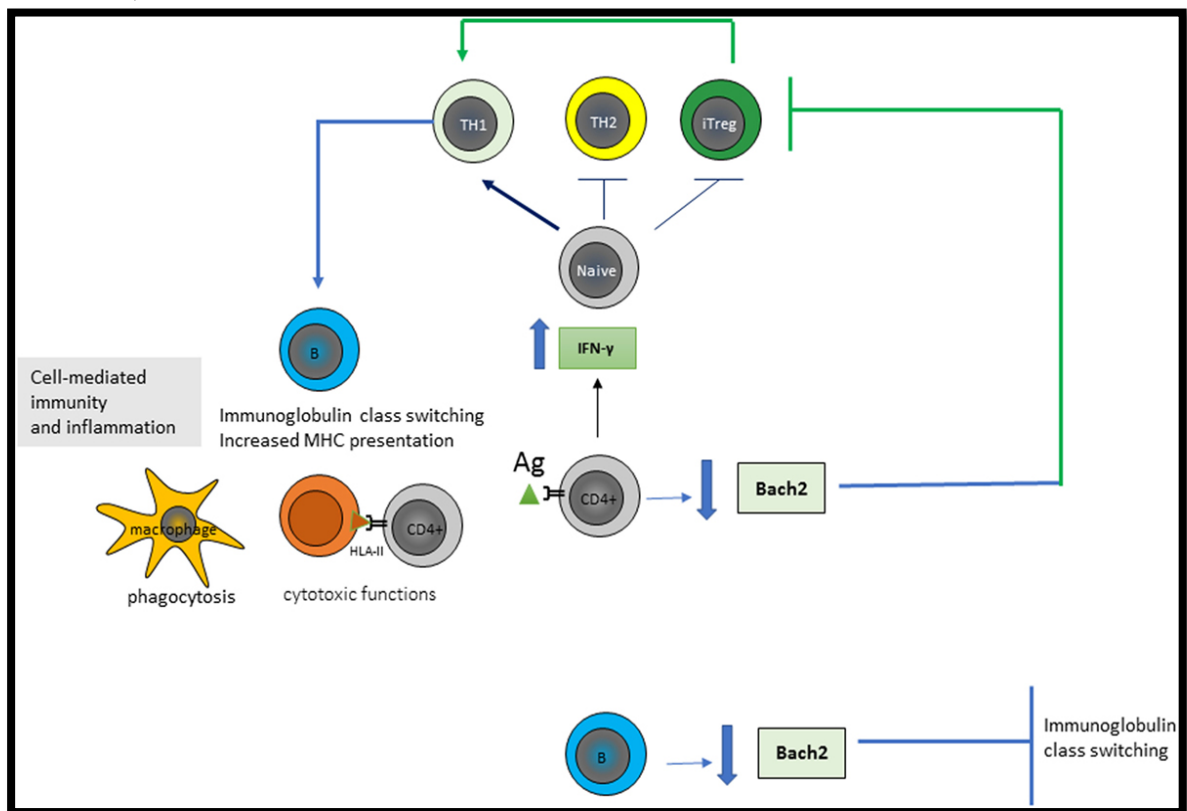 TH1
TH2
iTreg
Naive
IFN-γ
B
Cell-mediated
immunity
and inflammation
Immunoglobulin class switching
Increased MHC presentation
Ag
CD4+
Bach2
macrophage
HLA-II
CD4+
phagocytosis
cytotoxic functions
B
Bach2
Immunoglobulin
class switching